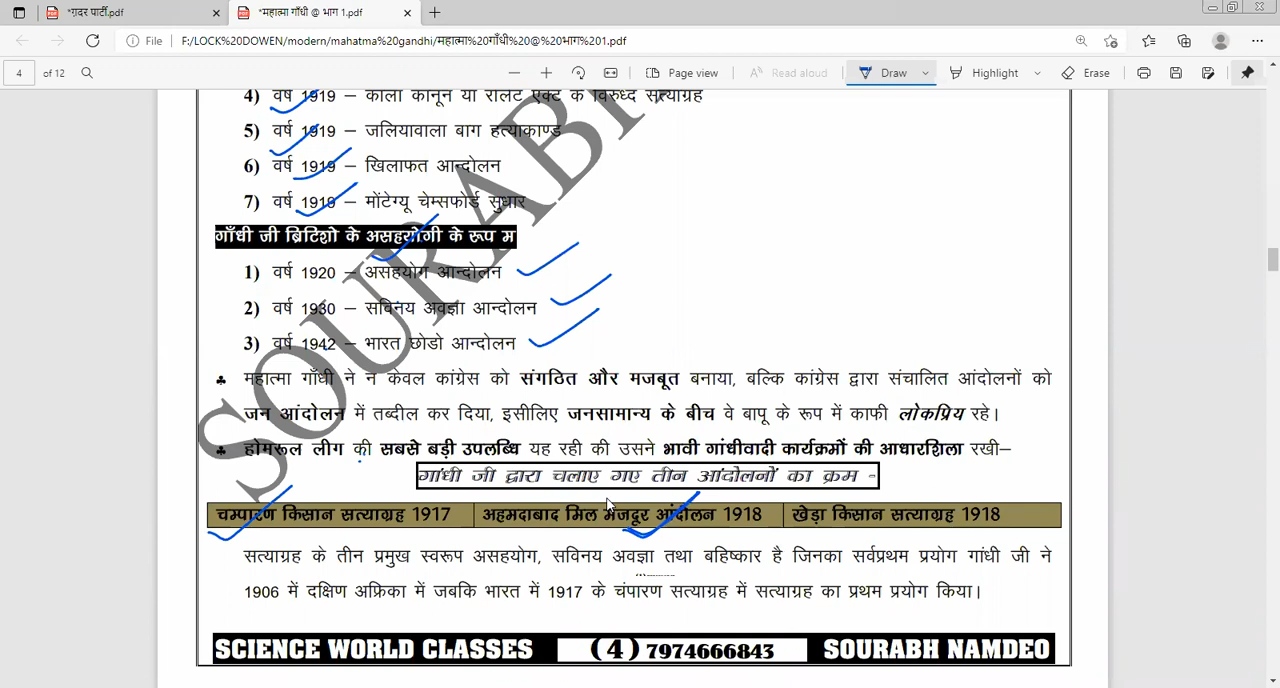 *ग़दर पार्टी.pdf
*महात्मा गाँधी @ भाग 1.pdf
File F:/LOCK%20DOWEN/modern/mahatma%20gandhi/महात्मा%20गाँधी%20@%20भाग%201.pdf
4 of 12 Page view Read aloud Draw Highlight Erase
4) वर्ष 1919 – काला कानून या रोलेट एक्ट के विरुध्द सत्याग्रह
5) वर्ष 1919 – जलियावाला बाग हत्याकाण्ड
6) वर्ष 1919 – खिलाफत आन्दोलन
7) वर्ष 1919 – मोंटेग्यू चेम्सफोर्ड सुधार
गाँधी जी ब्रिटिशो के असहयोगी के रूप म
1) वर्ष 1920 – असहयोग आन्दोलन
2) वर्ष 1930 – सविनय अवज्ञा आन्दोलन
3) वर्ष 1942 – भारत छोडो आन्दोलन
♣ महात्मा गाँधी ने न केवल कांग्रेस को संगठित और मजबूत बनाया, बल्कि कांग्रेस द्वारा संचालित आंदोलनों को
जन आंदोलन में तब्दील कर दिया, इसीलिए जनसामान्य के बीच वे बापू के रूप में काफी लोकप्रिय रहे।
♣ होमरूल लीग की सबसे बड़ी उपलब्धि यह रही की उसने भावी गांधीवादी कार्यक्रमों की आधारशिला रखी–
गांधी जी द्वारा चलाए गए तीन आंदोलनों का क्रम -
चम्पारण किसान सत्याग्रह 1917 अहमदाबाद मिल मजदूर आंदोलन 1918 खेड़ा किसान सत्याग्रह 1918
सत्याग्रह के तीन प्रमुख स्वरूप असहयोग, सविनय अवज्ञा तथा बहिष्कार है जिनका सर्वप्रथम प्रयोग गांधी जी ने
1906 में दक्षिण अफ्रिका में जबकि भारत में 1917 के चंपारण सत्याग्रह में सत्याग्रह का प्रथम प्रयोग किया।
SCIENCE WORLD CLASSES (4) 7974666843 SOURABH NAMDEO
SOURABH